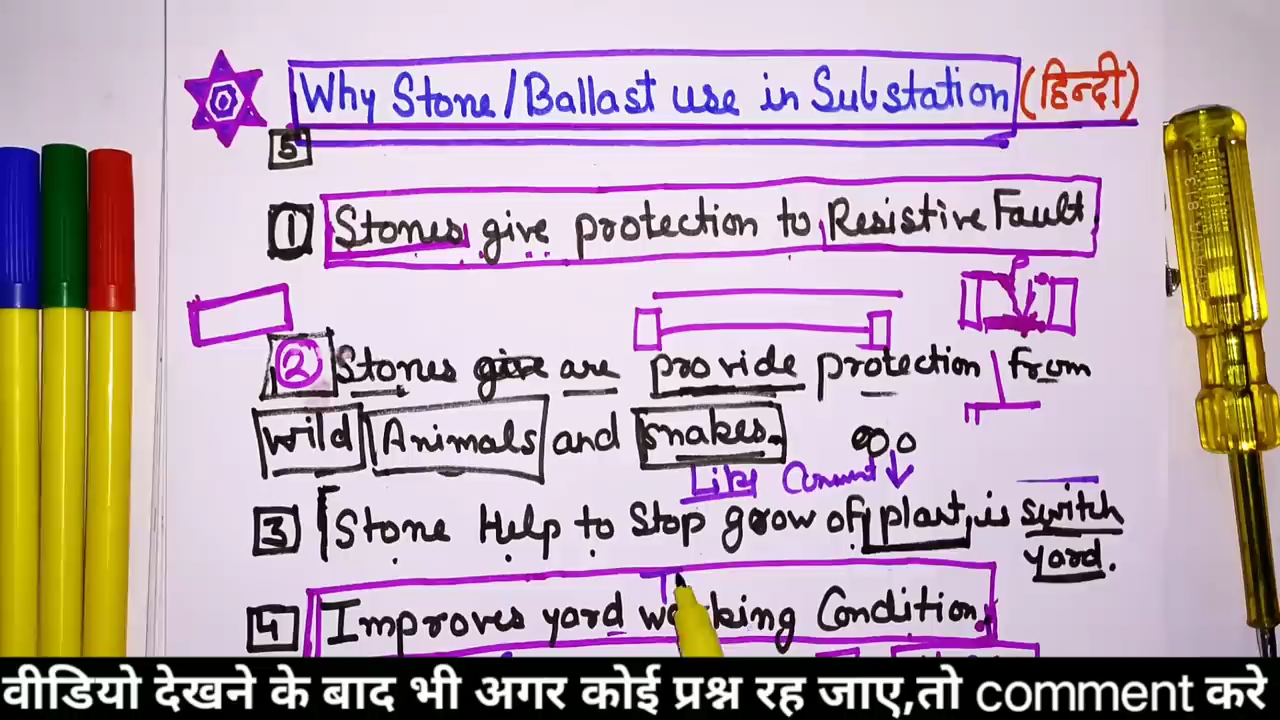 Why Stone/Ballast use in Substation (हिन्दी)
5
1 Stones give protection to Resistive Fault
2 Stones give are provide protection from
wild Animals and snakes.
Like Comment
3 Stone Help to Stop grow of plant is switch
yard.
4 Improves yard working Condition.
वीडियो देखने के बाद भी अगर कोई प्रश्न रह जाए,तो comment करे